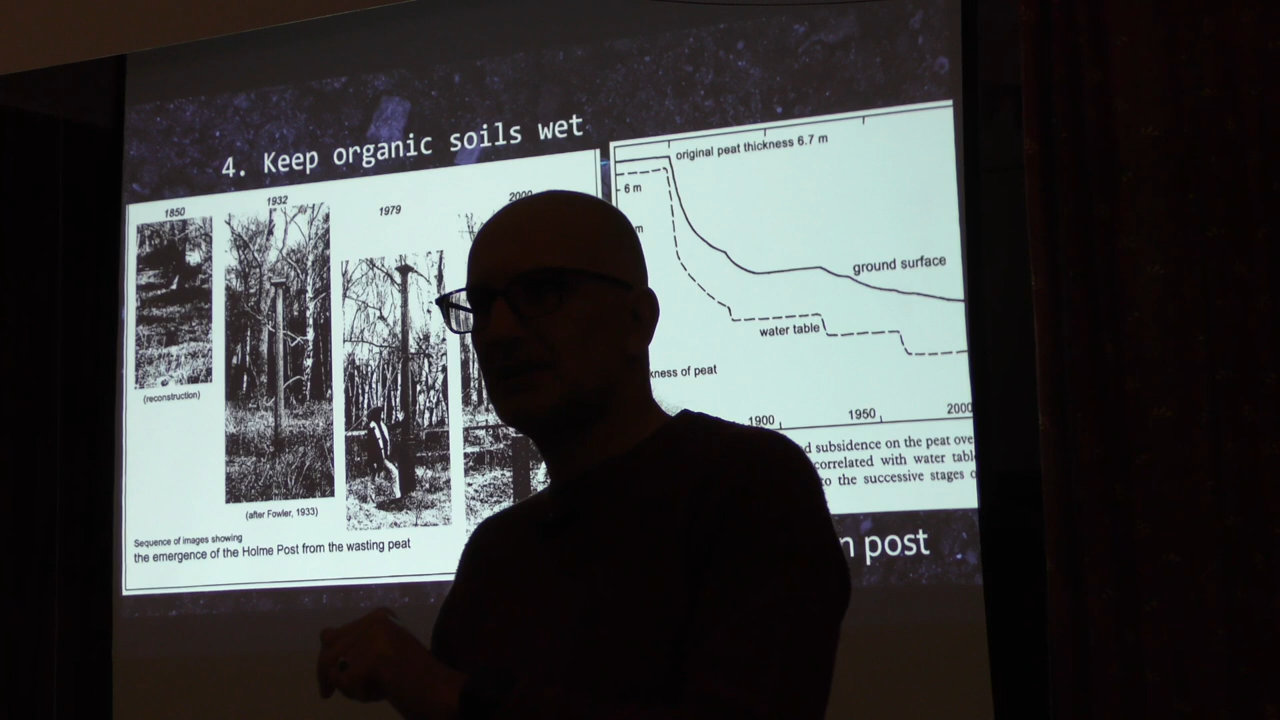 4. Keep organic soils wet
1850
1932
1979
2000
(reconstruction)
(after Fowler, 1933)
Sequence of images showing
the emergence of the Holme Post from the wasting peat
original peat thickness 6.7 m
6 m
m
ground surface
water table
kness of peat
1900
1950
2000
d subsidence on the peat ove
correlated with water tabl
to the successive stages o
n post